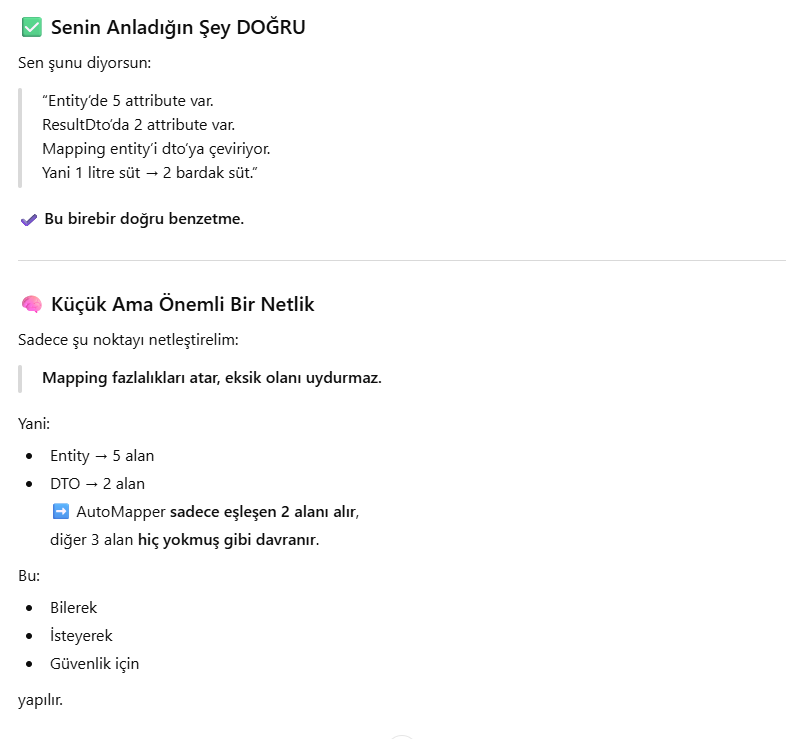 ✅ Senin Anladığın Şey DOĞRU
Sen şunu diyorsun:
“Entity’de 5 attribute var.
ResultDto’da 2 attribute var.
Mapping entity’i dto’ya çeviriyor.
Yani 1 litre süt → 2 bardak süt.”
✔ Bu birebir doğru benzetme.
🧠 Küçük Ama Önemli Bir Netlik
Sadece şu noktayı netleştirelim:
Mapping fazlalıkları atar, eksik olanı uydurmaz.
Yani:
• Entity → 5 alan
• DTO → 2 alan
➡ AutoMapper sadece eşleşen 2 alanı alır,
diğer 3 alan hiç yokmuş gibi davranır.
Bu:
• Bilerek
• İsteyerek
• Güvenlik için
yapılır.